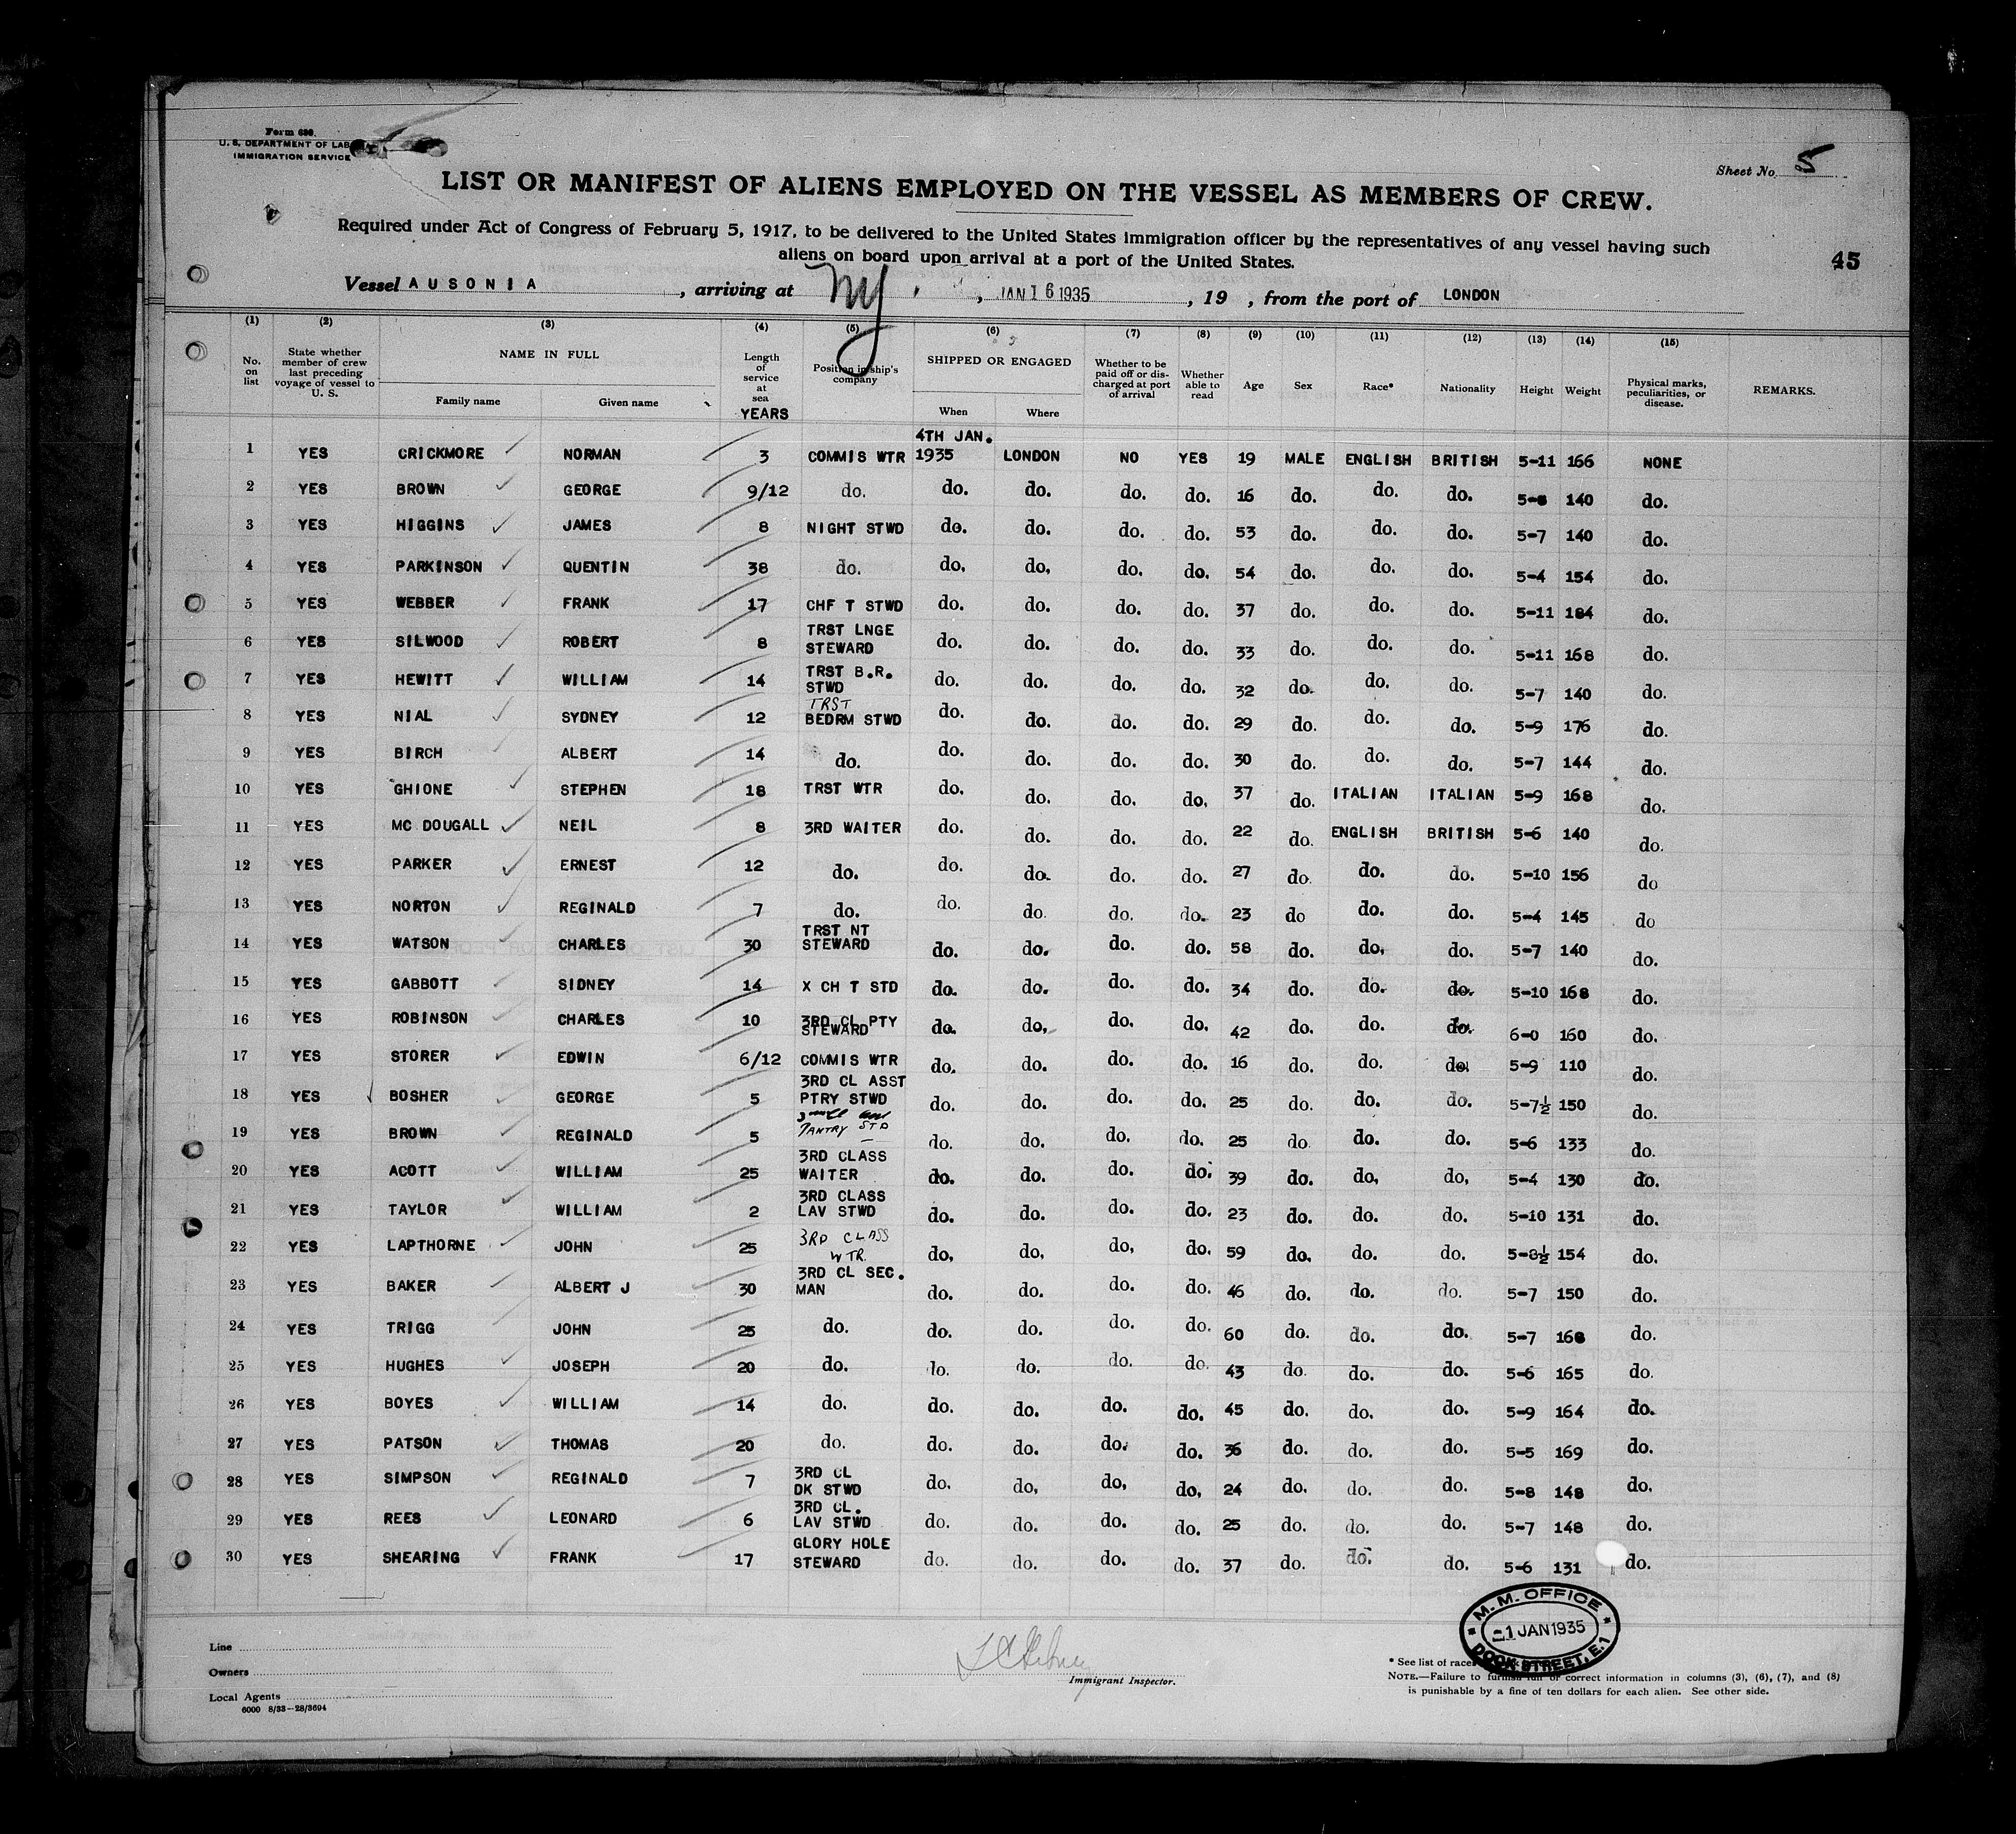 Form 680.
U. S. DEPARTMENT OF LAB
IMMIGRATION SERVICE
Sheet No. 5
LIST OR MANIFEST OF ALIENS EMPLOYED ON THE VESSEL AS MEMBERS OF CREW.
Required under Act of Congress of February 5, 1917, to be delivered to the United States immigration officer by the representatives of any vessel having such
aliens on board upon arrival at a port of the United States.
45
Vessel AUSONIA, arriving at NY, JAN 16 1935, 19 , from the port of LONDON
(1) (2) (3) (4) (5) (6) (7) (8) (9) (10) (11) (12) (13) (14) (15)
No. on list State whether member of crew last preceding voyage of vessel to U. S. NAME IN FULL Family name Given name Length of service at sea YEARS Position in ship's company SHIPPED OR ENGAGED When Where Whether to be paid off or discharged at port of arrival Whether able to read Age Sex Race* Nationality Height Weight Physical marks, peculiarities, or disease. REMARKS.
1 YES CRICKMORE NORMAN 3 COMMIS WTR 4TH JAN. 1935 LONDON NO YES 19 MALE ENGLISH BRITISH 5-11 166 NONE
2 YES BROWN GEORGE 9/12 do. do. do. do. do. 16 do. do. do. 5-8 140 do.
3 YES HIGGINS JAMES 8 NIGHT STWD do. do. do. do. 53 do. do. do. 5-7 140 do.
4 YES PARKINSON QUENTIN 38 do. do. do. do. do. 54 do. do. do. 5-4 154 do.
5 YES WEBBER FRANK 17 CHF T STWD do. do. do. do. 37 do. do. do. 5-11 184 do.
6 YES SILWOOD ROBERT 8 TRST LNGE STEWARD do. do. do. do. 33 do. do. do. 5-11 168 do.
7 YES HEWITT WILLIAM 14 TRST B.R. STWD do. do. do. do. 32 do. do. do. 5-7 140 do.
8 YES NIAL SYDNEY 12 TRST BEDRM STWD do. do. do. do. 29 do. do. do. 5-9 176 do.
9 YES BIRCH ALBERT 14 do. do. do. do. do. 30 do. do. do. 5-7 144 do.
10 YES GHIONE STEPHEN 18 TRST WTR do. do. do. do. 37 do. ITALIAN ITALIAN 5-9 168 do.
11 YES MC DOUGALL NEIL 8 3RD WAITER do. do. do. do. 22 do. ENGLISH BRITISH 5-6 140 do.
12 YES PARKER ERNEST 12 do. do. do. do. do. 27 do do. do. 5-10 156 do
13 YES NORTON REGINALD 7 do. do. do. do. do. 23 do do. do. 5-4 145 do
14 YES WATSON CHARLES 30 TRST NT STEWARD do. do. do. do. 58 do. do. do. 5-7 140 do.
15 YES GABBOTT SIDNEY 14 X CH T STD do. do. do. do. 34 do. do. do. 5-10 168 do.
16 YES ROBINSON CHARLES 10 3RD CL PTY STEWARD do. do. do. do. 42 do. do. do. 6-0 160 do.
17 YES STORER EDWIN 6/12 COMMIS WTR do. do. do. do. 16 do. do. do. 5-9 110 do.
18 YES BOSHER GEORGE 5 3RD CL ASST PTRY STWD do. do. do. do. 25 do. do. do. 5-7½ 150 do.
19 YES BROWN REGINALD 5 PANTRY STD do. do. do. do. 25 do. do. do. 5-6 133 do.
20 YES ACOTT WILLIAM 25 3RD CLASS WAITER do. do. do. do. 39 do. do. do. 5-4 130 do.
21 YES TAYLOR WILLIAM 2 3RD CLASS LAV STWD do. do. do. do. 23 do. do. do. 5-10 131 do.
22 YES LAPTHORNE JOHN 25 3RD CLASS WTR do. do. do. do. 59 do. do. do. 5-8½ 154 do.
23 YES BAKER ALBERT J 30 3RD CL SEC. MAN do. do. do. do. 46 do. do. do. 5-7 150 do.
24 YES TRIGG JOHN 25 do. do. do. do. do. 60 do. do. do. 5-7 168 do.
25 YES HUGHES JOSEPH 20 do. do. do. do. do. 43 do. do. do. 5-6 165 do.
26 YES BOYES WILLIAM 14 do. do. do. do. do. 45 do. do. do. 5-9 164 do.
27 YES PATSON THOMAS 20 do. do. do. do. do. 36 do. do. do. 5-5 169 do.
28 YES SIMPSON REGINALD 7 3RD CL DK STWD do. do. do. do. 24 do. do. do. 5-8 148 do.
29 YES REES LEONARD 6 3RD CL. LAV STWD do. do. do. do. 25 do. do. do. 5-7 148 do.
30 YES SHEARING FRANK 17 GLORY HOLE STEWARD do. do. do. do. 37 do. do. do. 5-6 131 do.
M. M. OFFICE
1 JAN 1935
DOCK STREET, E.1
Line
Owners
Local Agents
6000 8/33—28/3694
Immigrant Inspector.
* See list of races
NOTE.—Failure to furnish full or correct information in columns (3), (6), (7), and (8)
is punishable by a fine of ten dollars for each alien. See other side.